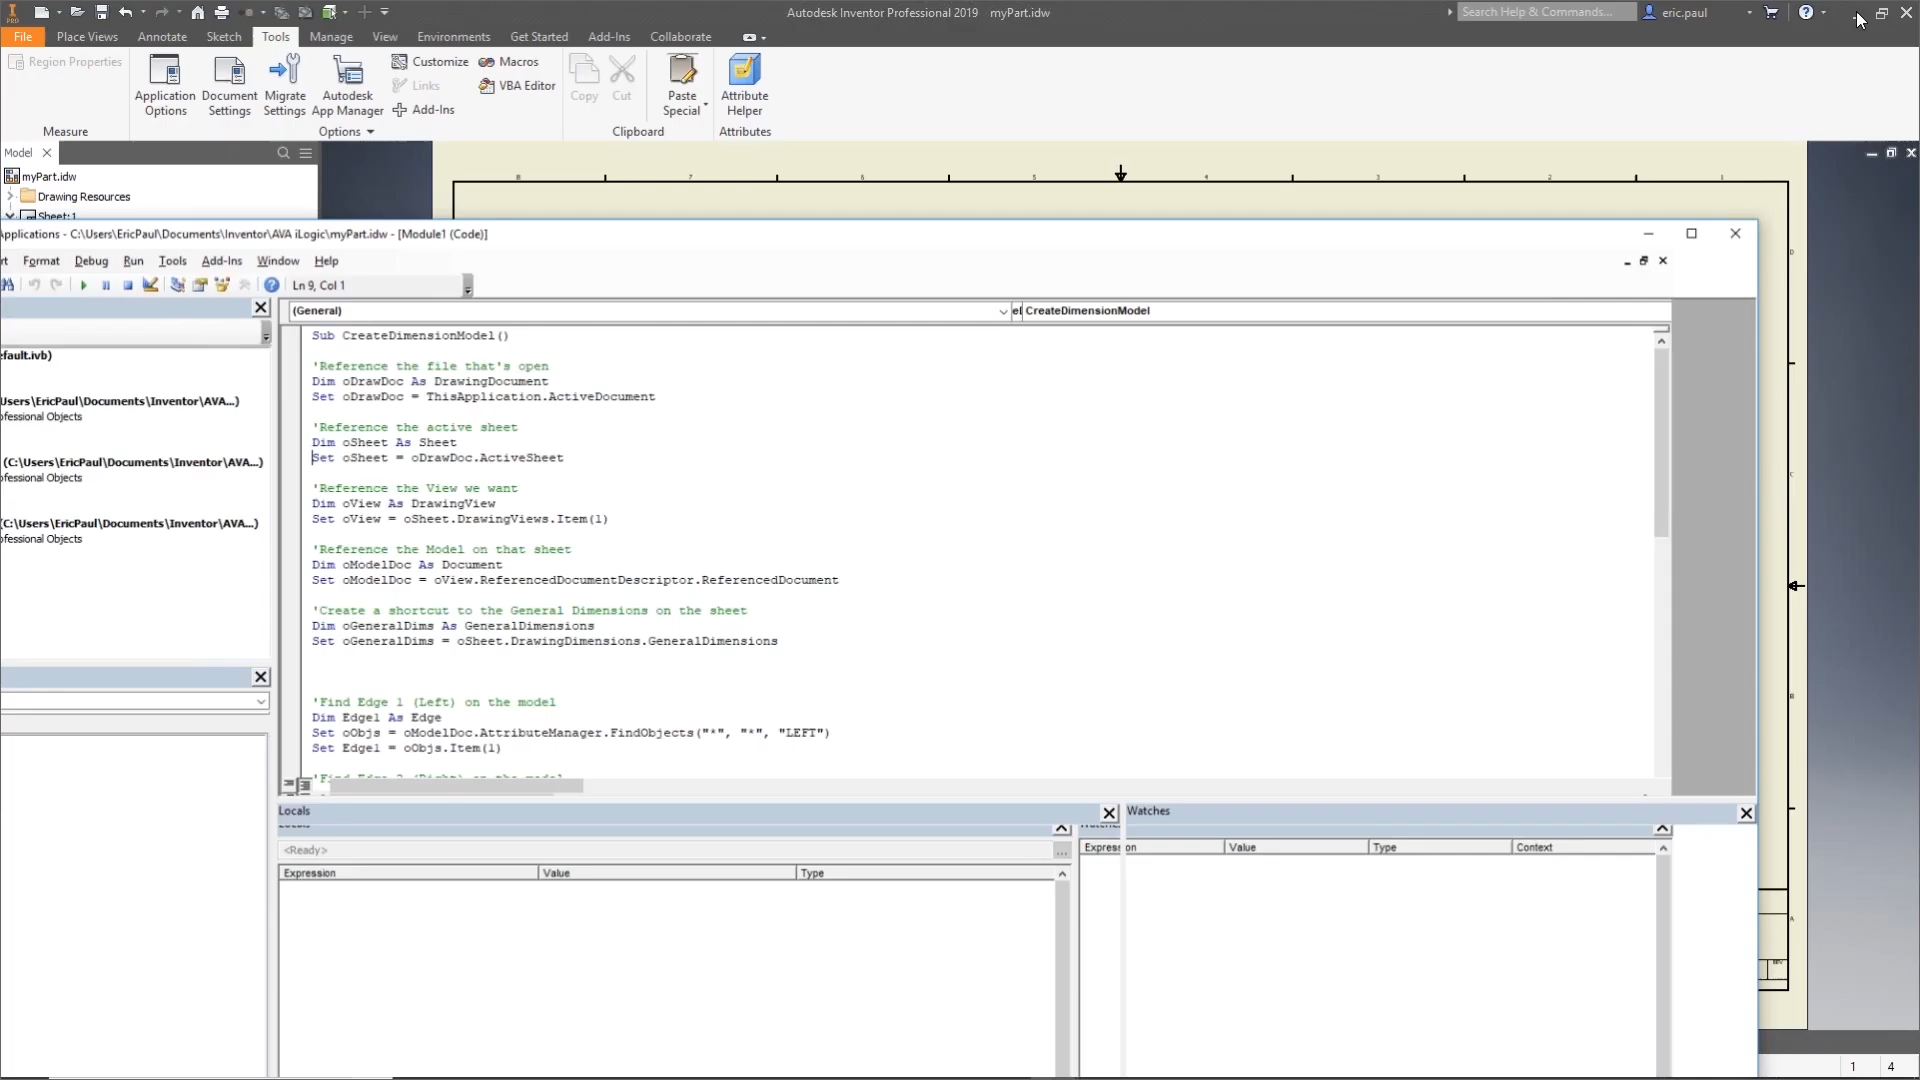 Autodesk Inventor Professional 2019 myPart.idw
Search Help & Commands...
eric.paul
File Place Views Annotate Sketch Tools Manage View Environments Get Started Add-Ins Collaborate
Region Properties
Application Options
Document Settings
Migrate Settings
Autodesk App Manager
Customize
Links
Add-Ins
Macros
VBA Editor
Copy
Cut
Paste Special
Attribute Helper
Measure
Options
Clipboard
Attributes
Model
myPart.idw
Drawing Resources
Sheet:1
pplications - C:\Users\EricPaul\Documents\Inventor\AVA iLogic\myPart.idw - [Module1 (Code)]
rt Format Debug Run Tools Add-Ins Window Help
Ln 9, Col 1
(General)
CreateDimensionModel
efault.ivb)
Users\EricPaul\Documents\Inventor\AVA...)
ofessional Objects
(C:\Users\EricPaul\Documents\Inventor\AVA...)
ofessional Objects
(C:\Users\EricPaul\Documents\Inventor\AVA...)
ofessional Objects
Sub CreateDimensionModel()
'Reference the file that's open
Dim oDrawDoc As DrawingDocument
Set oDrawDoc = ThisApplication.ActiveDocument
'Reference the active sheet
Dim oSheet As Sheet
Set oSheet = oDrawDoc.ActiveSheet
'Reference the View we want
Dim oView As DrawingView
Set oView = oSheet.DrawingViews.Item(1)
'Reference the Model on that sheet
Dim oModelDoc As Document
Set oModelDoc = oView.ReferencedDocumentDescriptor.ReferencedDocument
'Create a shortcut to the General Dimensions on the sheet
Dim oGeneralDims As GeneralDimensions
Set oGeneralDims = oSheet.DrawingDimensions.GeneralDimensions
'Find Edge 1 (Left) on the model
Dim Edge1 As Edge
Set oObjs = oModelDoc.AttributeManager.FindObjects("*", "*", "LEFT")
Set Edge1 = oObjs.Item(1)
'Find Edge 2 (Right) on the model
Locals
<Ready>
Expression Value Type
Watches
Expression Value Type Context
1 4